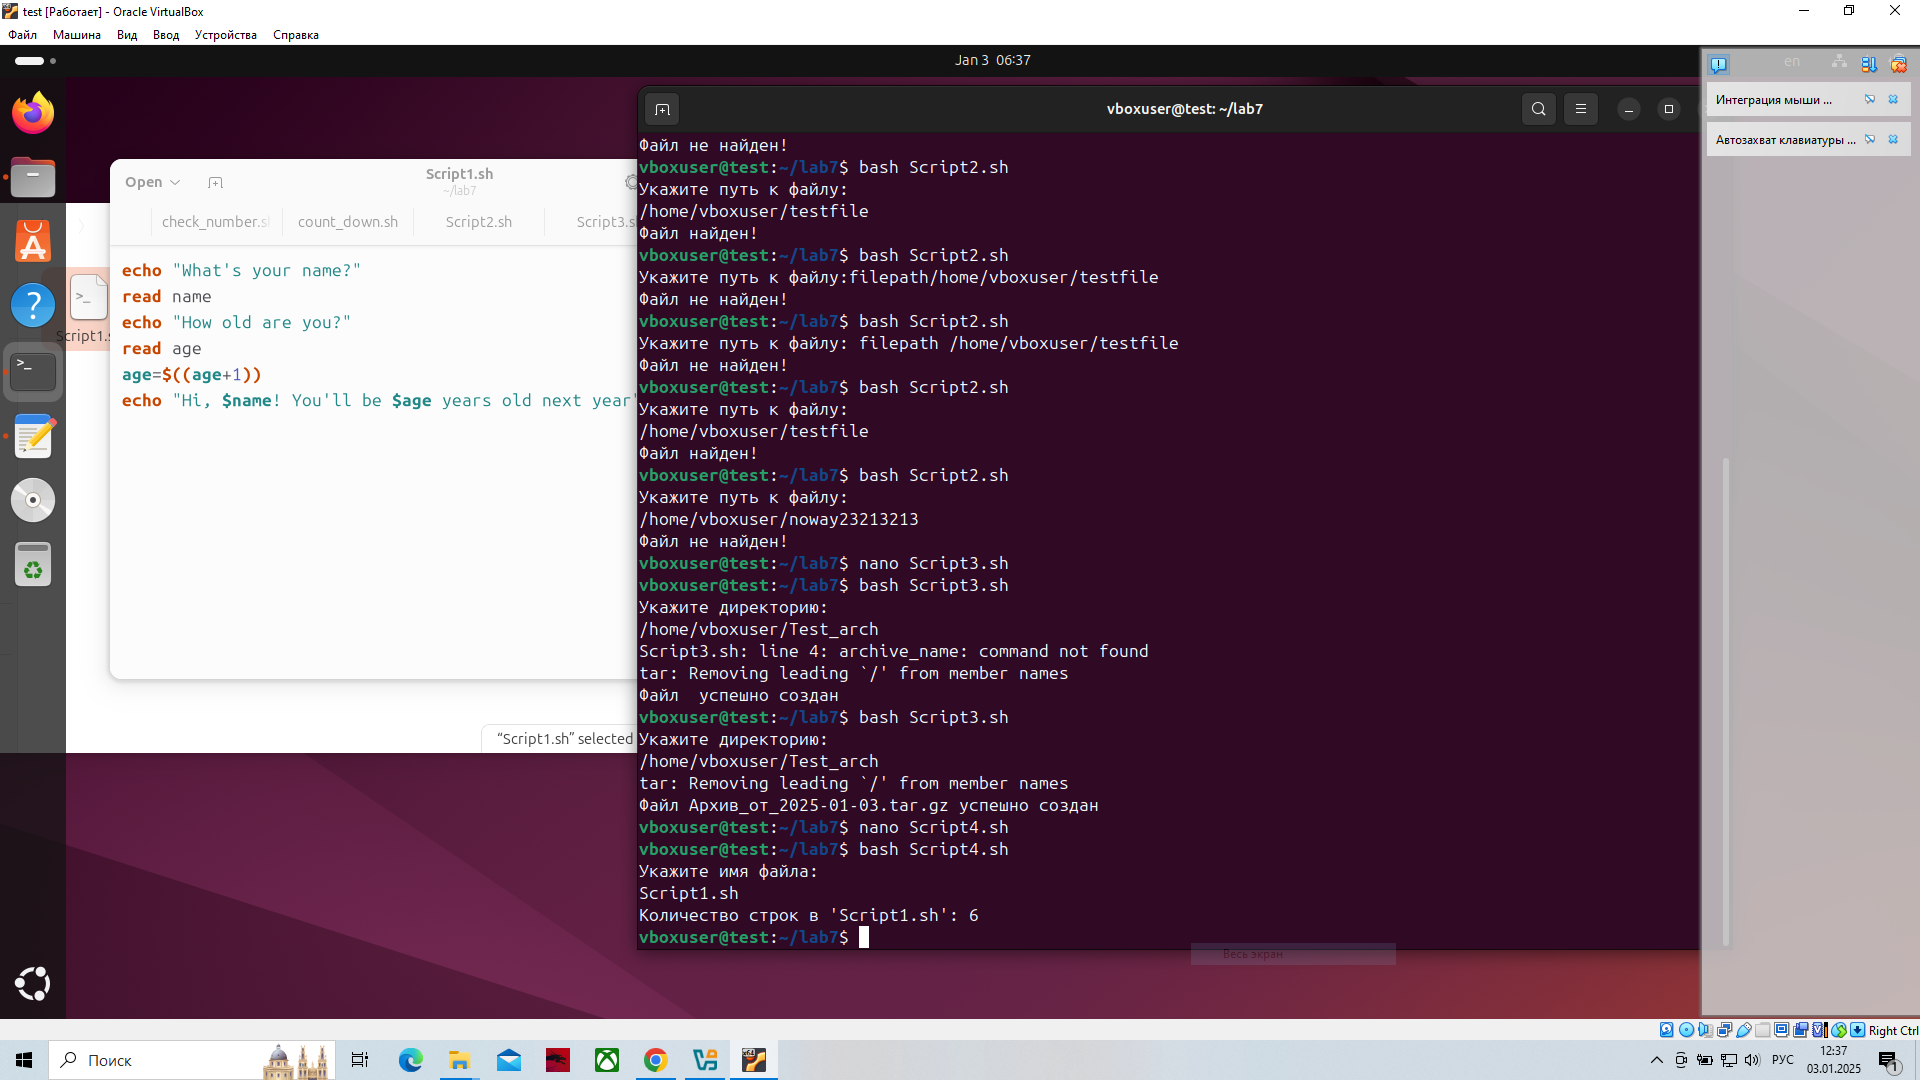 test [Работает] - Oracle VirtualBox
Файл Машина Вид Ввод Устройства Справка
Jan 3 06:37
en
Интеграция мыши ...
Автозахват клавиатуры ...
Open
Script1.sh
~/lab7
check_number.sh
count_down.sh
Script2.sh
Script3.s
echo "What's your name?"
read name
echo "How old are you?"
read age
age=$((age+1))
echo "Hi, $name! You'll be $age years old next year"
Script1.s
“Script1.sh” selected
vboxuser@test: ~/lab7
Файл не найден!
vboxuser@test:~/lab7$ bash Script2.sh
Укажите путь к файлу:
/home/vboxuser/testfile
Файл найден!
vboxuser@test:~/lab7$ bash Script2.sh
Укажите путь к файлу:filepath/home/vboxuser/testfile
Файл не найден!
vboxuser@test:~/lab7$ bash Script2.sh
Укажите путь к файлу: filepath /home/vboxuser/testfile
Файл не найден!
vboxuser@test:~/lab7$ bash Script2.sh
Укажите путь к файлу:
/home/vboxuser/testfile
Файл найден!
vboxuser@test:~/lab7$ bash Script2.sh
Укажите путь к файлу:
/home/vboxuser/noway23213213
Файл не найден!
vboxuser@test:~/lab7$ nano Script3.sh
vboxuser@test:~/lab7$ bash Script3.sh
Укажите директорию:
/home/vboxuser/Test_arch
Script3.sh: line 4: archive_name: command not found
tar: Removing leading `/' from member names
Файл  успешно создан
vboxuser@test:~/lab7$ bash Script3.sh
Укажите директорию:
/home/vboxuser/Test_arch
tar: Removing leading `/' from member names
Файл Архив_от_2025-01-03.tar.gz успешно создан
vboxuser@test:~/lab7$ nano Script4.sh
vboxuser@test:~/lab7$ bash Script4.sh
Укажите имя файла:
Script1.sh
Количество строк в 'Script1.sh': 6
vboxuser@test:~/lab7$
Весь экран
Right Ctrl
Поиск
РУС
12:37
03.01.2025
1